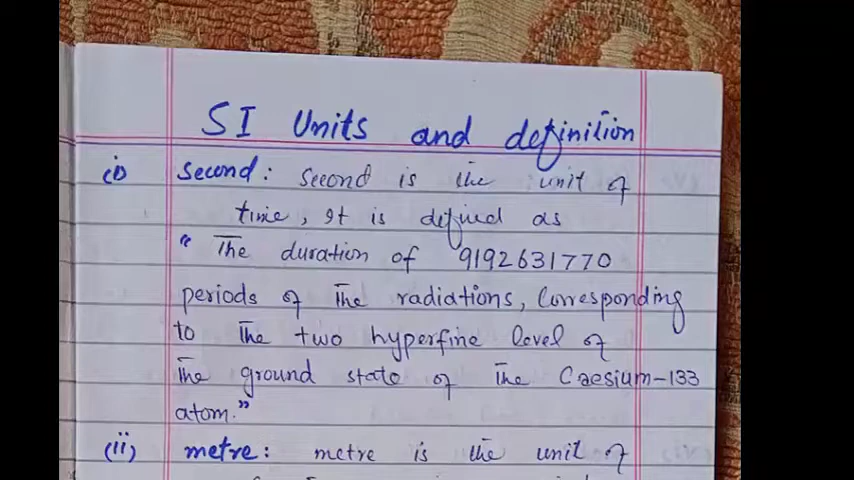 SI Units and definition
(i) second: second is the unit of
time, It is defined as
" The duration of 9192631770
periods of the radiations, Corresponding
to the two hyperfine level of
the ground state of the Caesium-133
atom."
(ii) metre: metre is the unit of